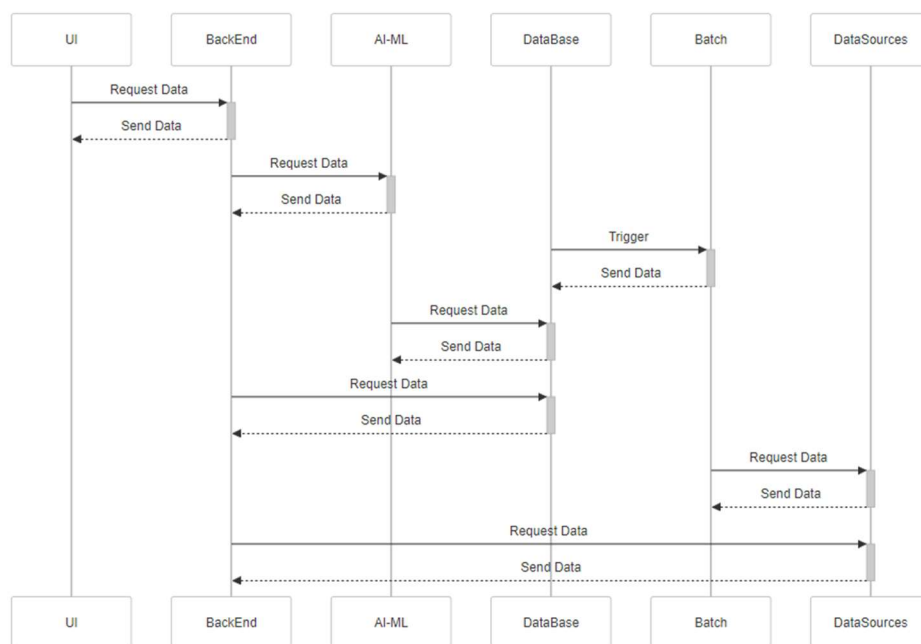 UI BackEnd AI-ML DataBase Batch DataSources
Request Data
Send Data
Request Data
Send Data
Trigger
Send Data
Request Data
Send Data
Request Data
Send Data
Request Data
Send Data
Request Data
Send Data
UI BackEnd AI-ML DataBase Batch DataSources